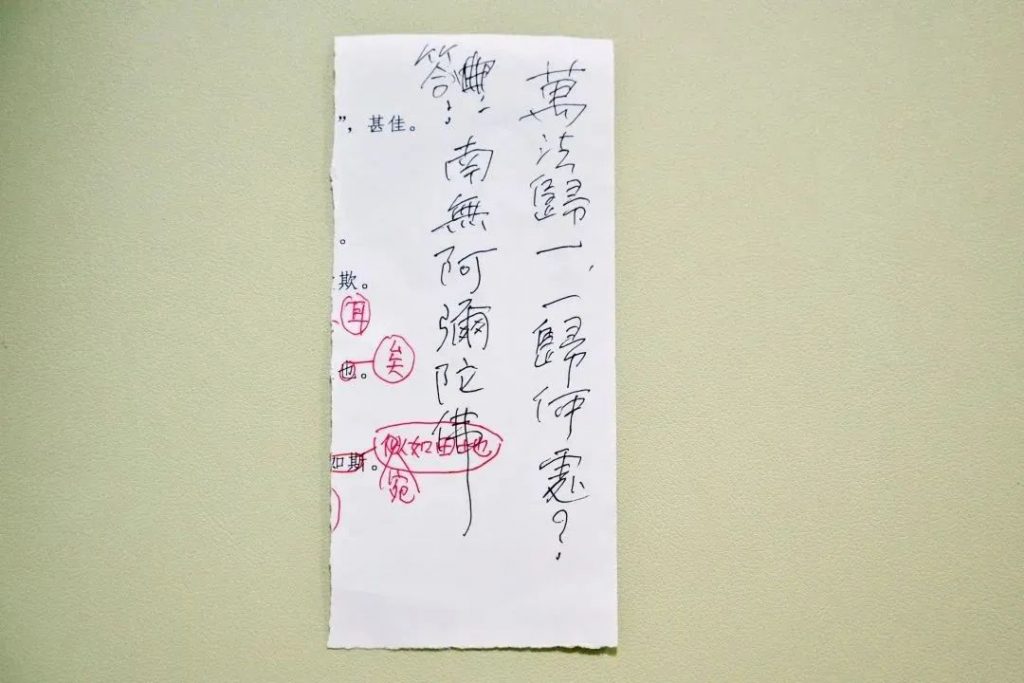 萬法歸一，一歸何處？
答：
南無阿彌陀佛
”，甚佳。
。
欺。
耳
也。矣
如斯。
宛